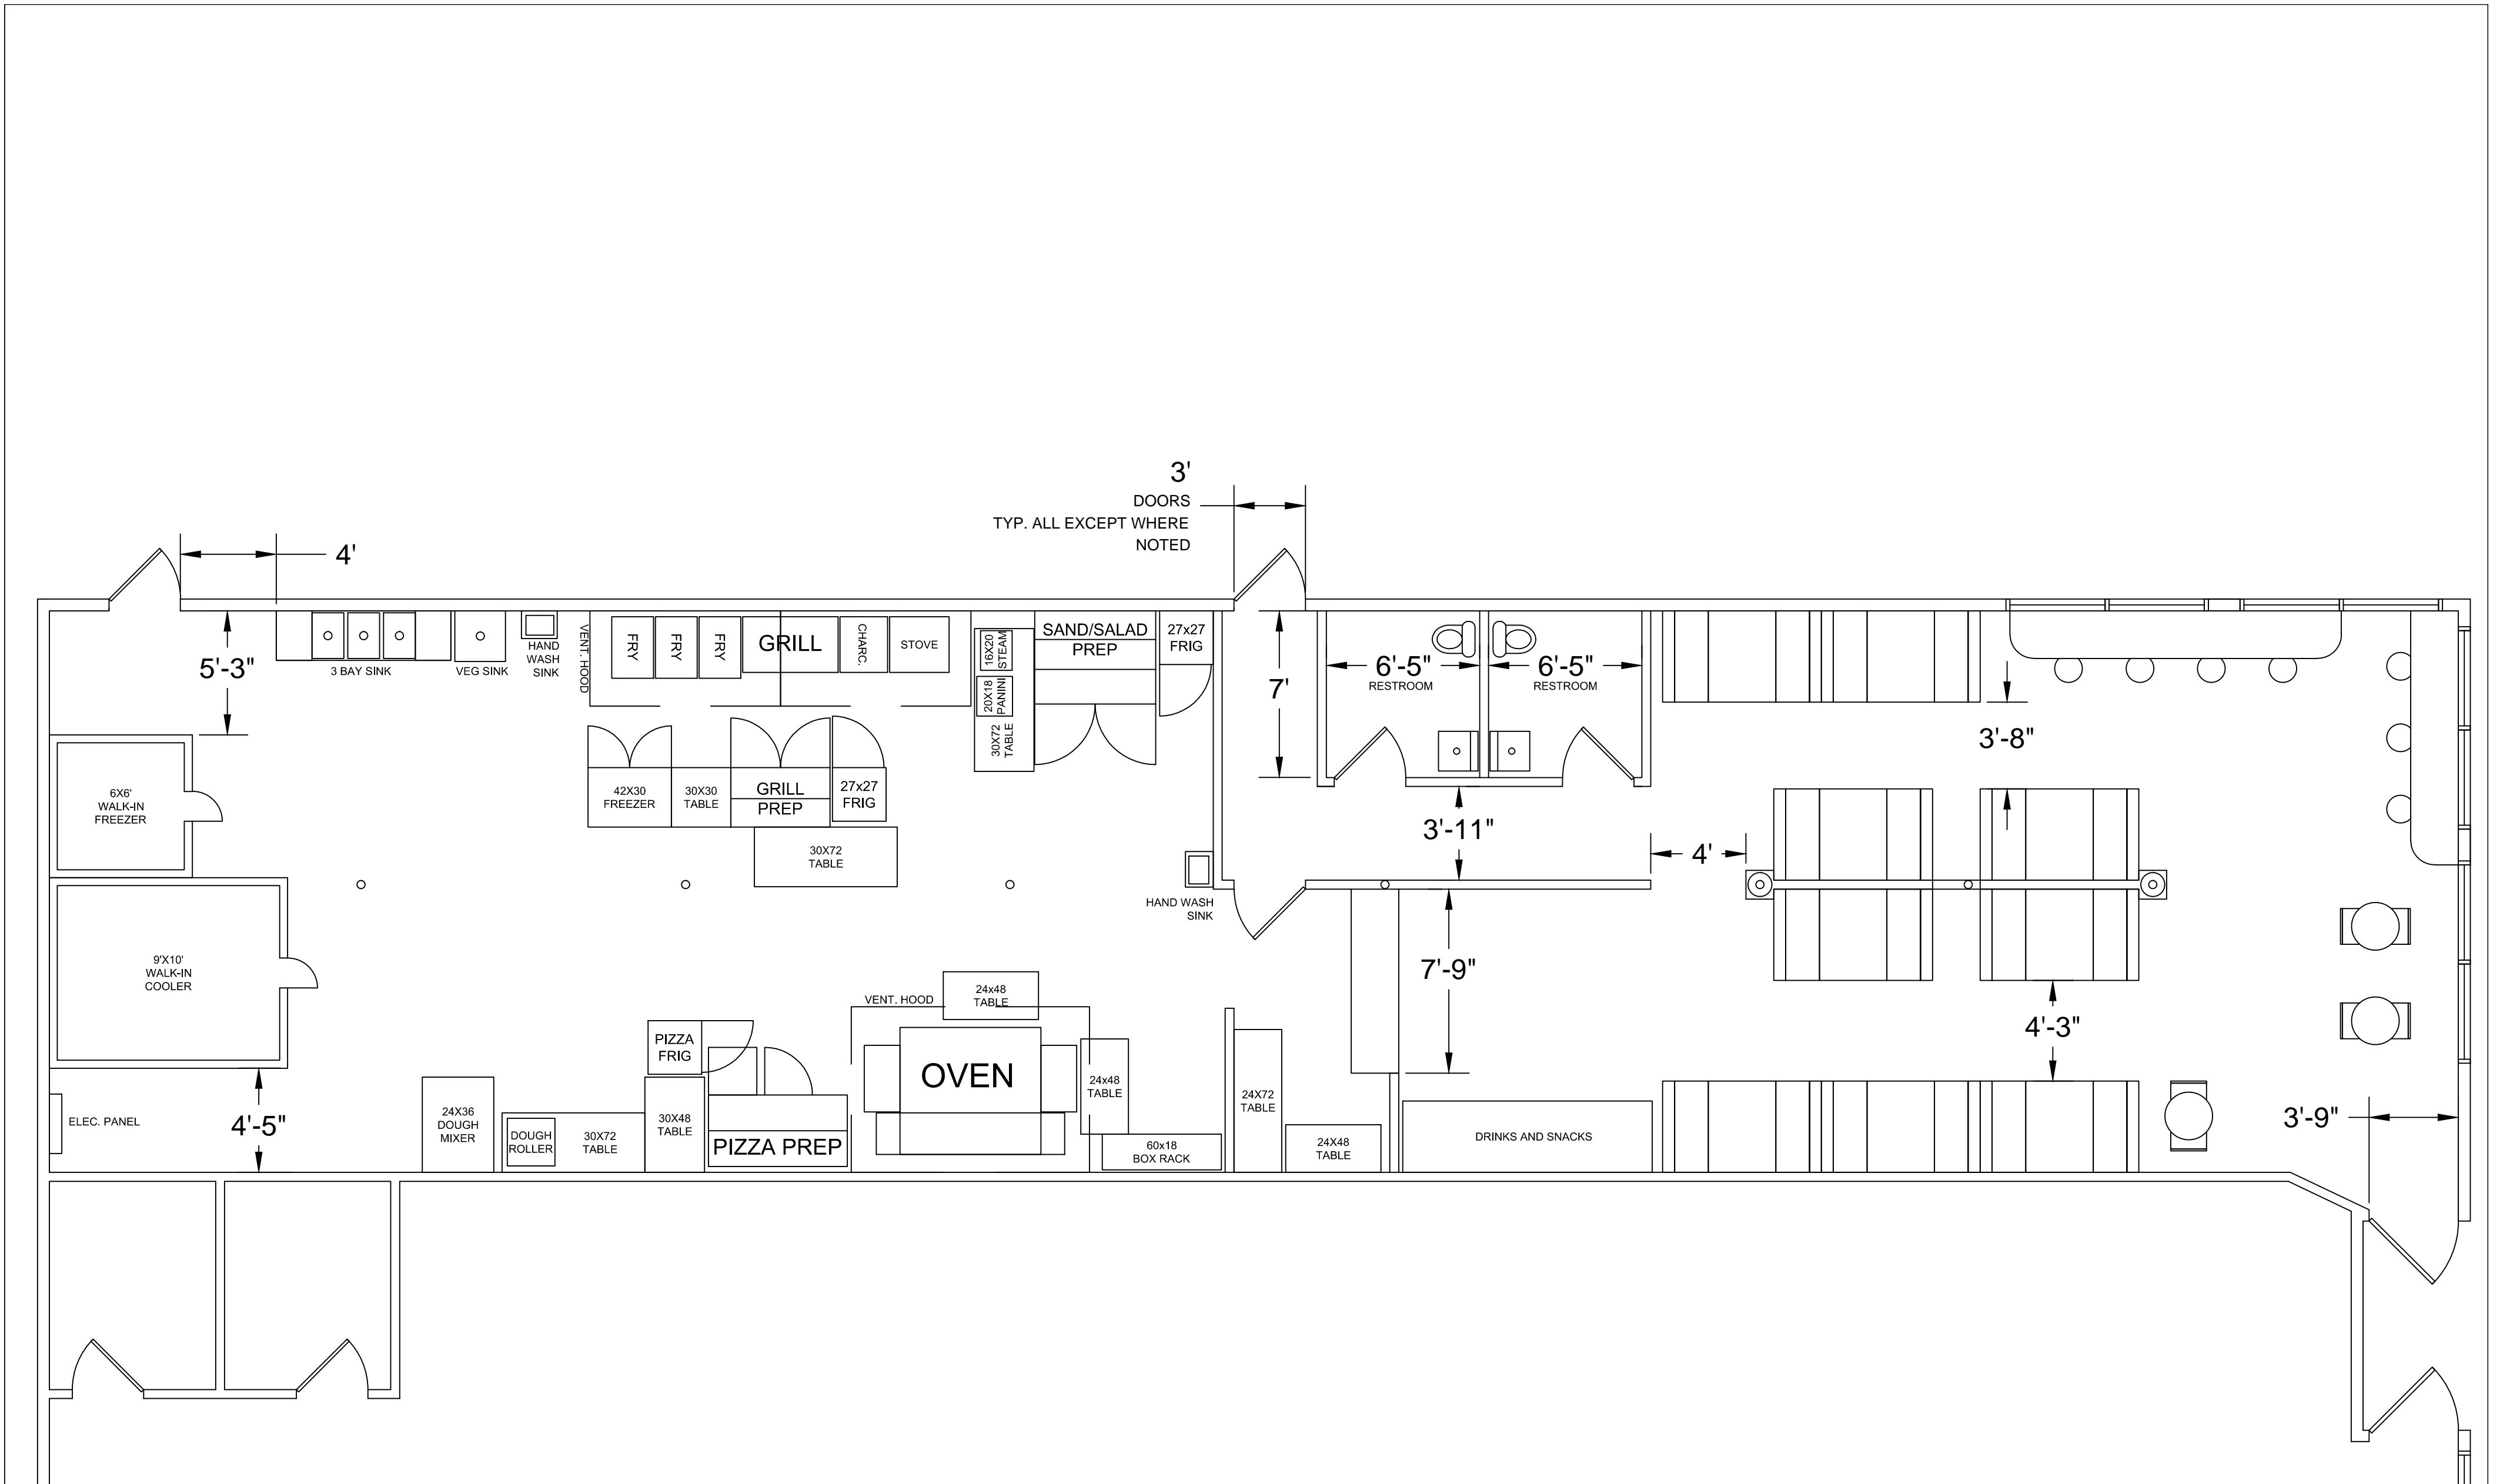 3'
DOORS
TYP. ALL EXCEPT WHERE
NOTED
4'
5'-3"
3 BAY SINK
VEG SINK
HAND
WASH
SINK
VENT. HOOD
FRY
FRY
FRY
GRILL
CHARC.
STOVE
16X20
STEAM
20X18
PANINI
30X72
TABLE
SAND/SALAD
PREP
27x27
FRIG
7'
6'-5"
RESTROOM
6'-5"
RESTROOM
3'-8"
6X6'
WALK-IN
FREEZER
42X30
FREEZER
30X30
TABLE
GRILL
PREP
27x27
FRIG
30X72
TABLE
3'-11"
4'
HAND WASH
SINK
9'X10'
WALK-IN
COOLER
7'-9"
VENT. HOOD
24x48
TABLE
4'-3"
PIZZA
FRIG
OVEN
24x48
TABLE
24X72
TABLE
ELEC. PANEL
4'-5"
24X36
DOUGH
MIXER
DOUGH
ROLLER
30X72
TABLE
30X48
TABLE
PIZZA PREP
60x18
BOX RACK
24X48
TABLE
DRINKS AND SNACKS
3'-9"